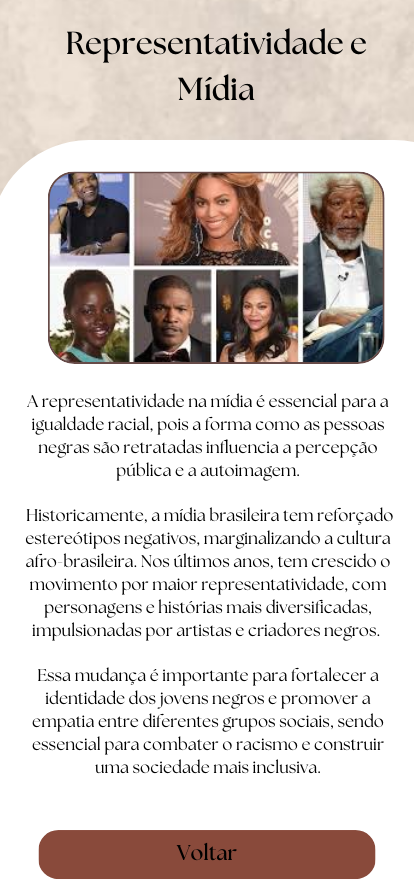 Representatividade e
Mídia
A representatividade na mídia é essencial para a
igualdade racial, pois a forma como as pessoas
negras são retratadas influencia a percepção
pública e a autoimagem.
Historicamente, a mídia brasileira tem reforçado
estereótipos negativos, marginalizando a cultura
afro-brasileira. Nos últimos anos, tem crescido o
movimento por maior representatividade, com
personagens e histórias mais diversificadas,
impulsionadas por artistas e criadores negros.
Essa mudança é importante para fortalecer a
identidade dos jovens negros e promover a
empatia entre diferentes grupos sociais, sendo
essencial para combater o racismo e construir
uma sociedade mais inclusiva.
Voltar